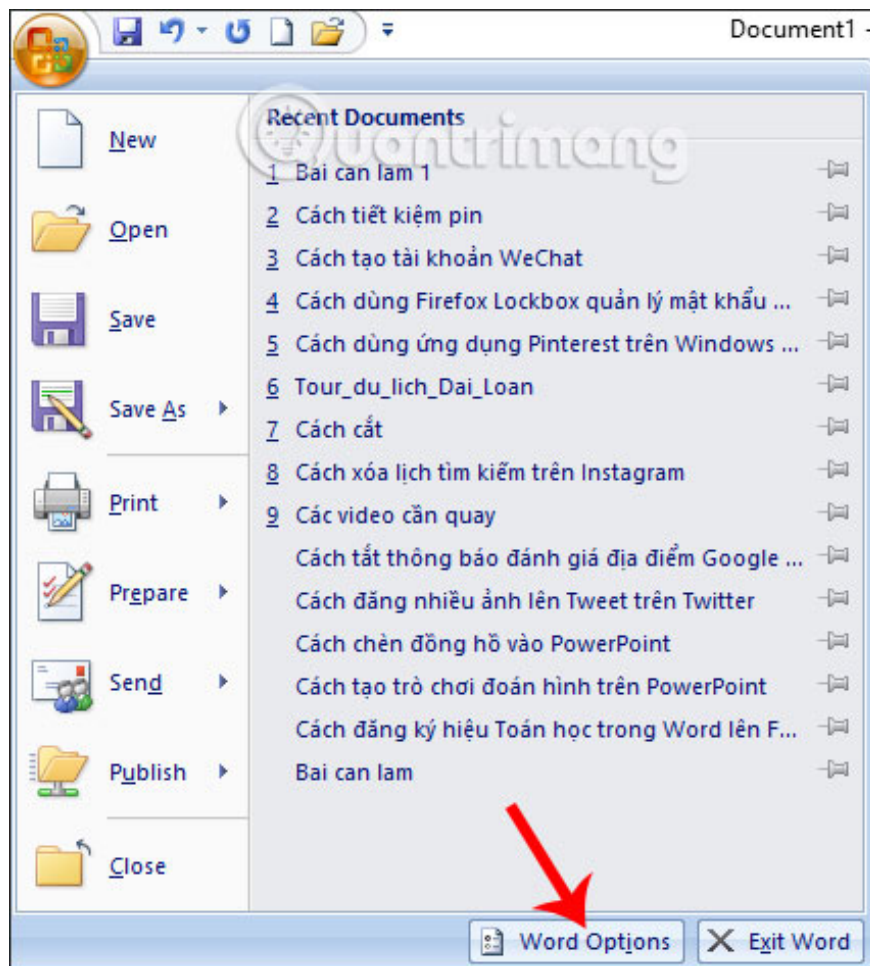 Document1 -
Recent Documents
Quantrimang
New
Open
Save
Save As
Print
Prepare
Send
Publish
Close
1 Bai can lam 1
2 Cách tiết kiệm pin
3 Cách tạo tài khoản WeChat
4 Cách dùng Firefox Lockbox quản lý mật khẩu ...
5 Cách dùng ứng dụng Pinterest trên Windows ...
6 Tour_du_lich_Dai_Loan
7 Cách cắt
8 Cách xóa lịch tìm kiếm trên Instagram
9 Các video cần quay
Cách tắt thông báo đánh giá địa điểm Google ...
Cách đăng nhiều ảnh lên Tweet trên Twitter
Cách chèn đồng hồ vào PowerPoint
Cách tạo trò chơi đoán hình trên PowerPoint
Cách đăng ký hiệu Toán học trong Word lên F...
Bai can lam
Word Options
Exit Word